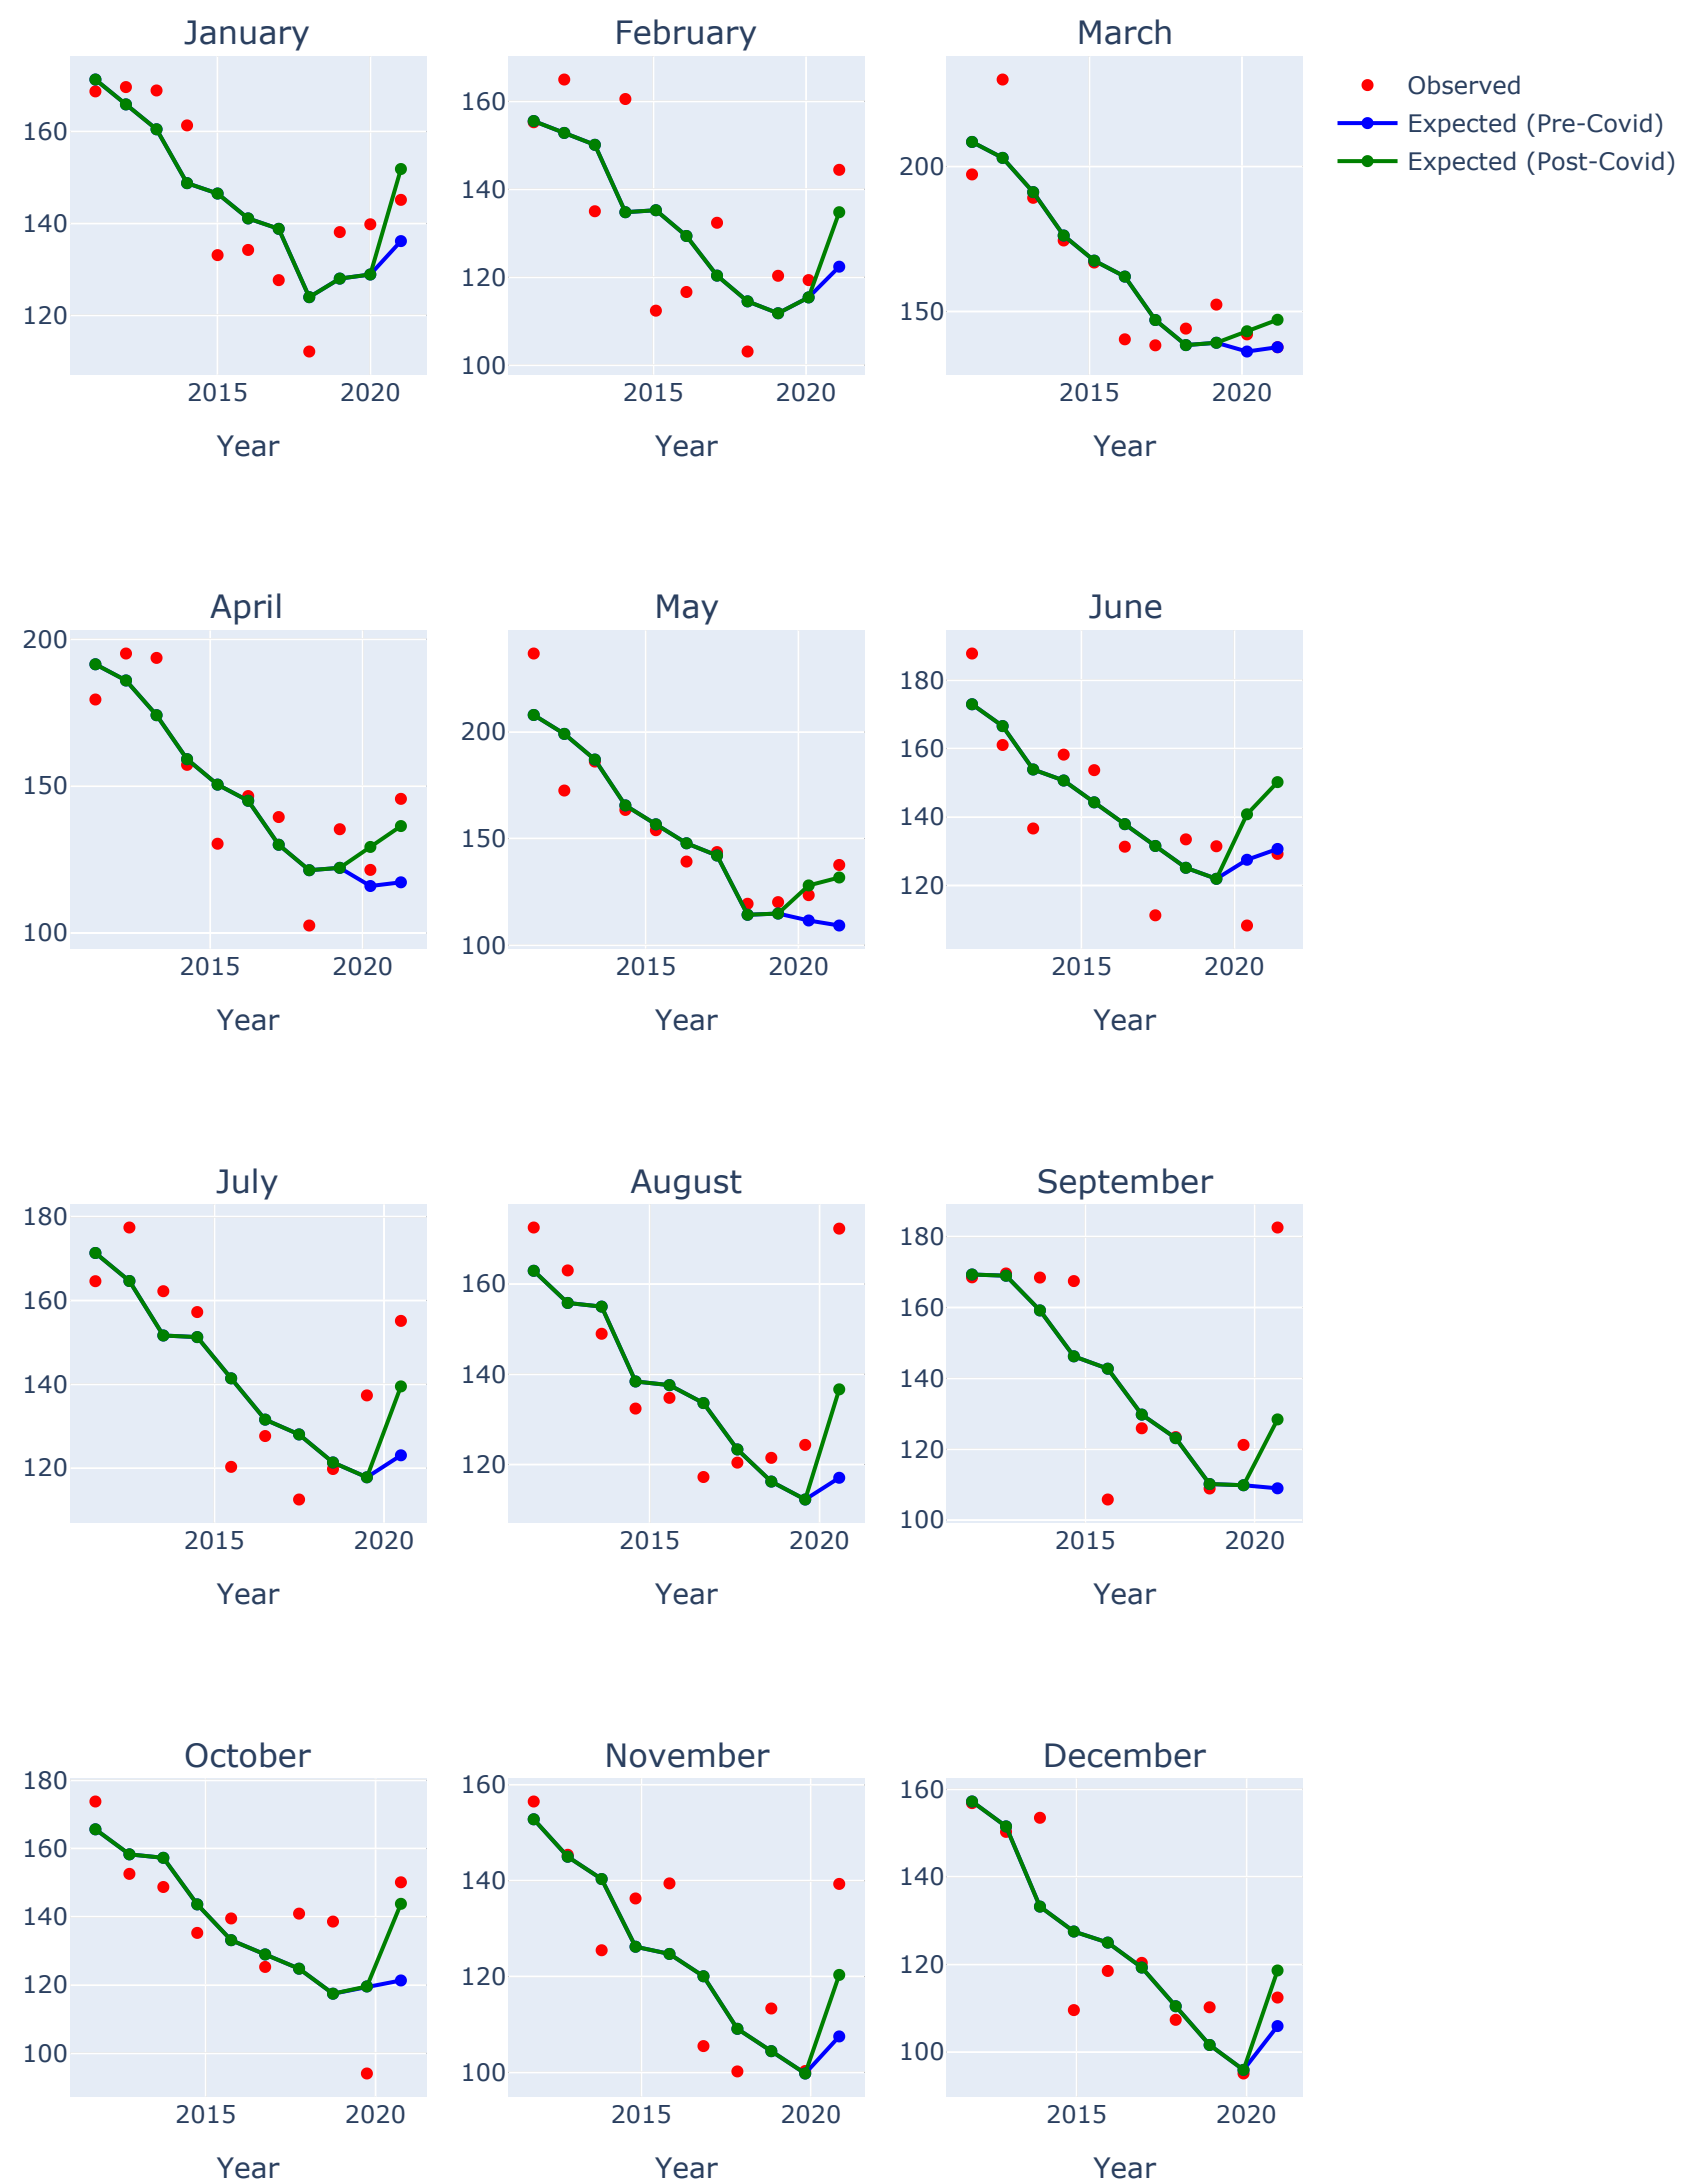 January
February
March
Observed
Expected (Pre-Covid)
Expected (Post-Covid)
160
140
120
2015
2020
Year
160
140
120
100
2015
2020
Year
200
150
2015
2020
Year
April
May
June
200
150
100
2015
2020
Year
200
150
100
2015
2020
Year
180
160
140
120
2015
2020
Year
July
August
September
180
160
140
120
2015
2020
Year
160
140
120
2015
2020
Year
180
160
140
120
100
2015
2020
Year
October
November
December
180
160
140
120
100
2015
2020
Year
160
140
120
100
2015
2020
Year
160
140
120
100
2015
2020
Year